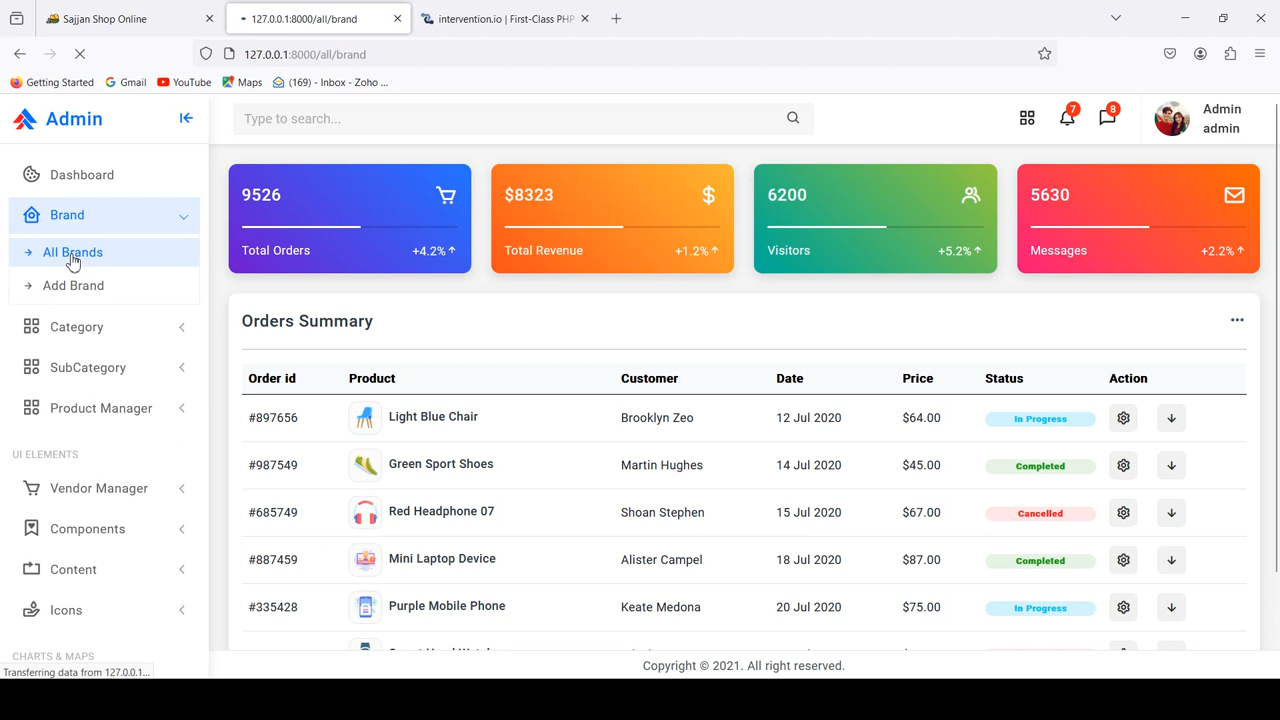 Sajjan Shop Online
127.0.0.1:8000/all/brand
intervention.io | First-Class PHP
127.0.0.1:8000/all/brand
Getting Started
Gmail
YouTube
Maps
(169) - Inbox - Zoho ...
Admin
Type to search...
7
8
Admin
admin
Dashboard
Brand
All Brands
Add Brand
Category
SubCategory
Product Manager
UI ELEMENTS
Vendor Manager
Components
Content
Icons
CHARTS & MAPS
Transferring data from 127.0.0.1...
9526
Total Orders +4.2%
$8323 $
Total Revenue +1.2%
6200
Visitors +5.2%
5630
Messages +2.2%
Orders Summary
Order id Product Customer Date Price Status Action
#897656 Light Blue Chair Brooklyn Zeo 12 Jul 2020 $64.00 In Progress
#987549 Green Sport Shoes Martin Hughes 14 Jul 2020 $45.00 Completed
#685749 Red Headphone 07 Shoan Stephen 15 Jul 2020 $67.00 Cancelled
#887459 Mini Laptop Device Alister Campel 18 Jul 2020 $87.00 Completed
#335428 Purple Mobile Phone Keate Medona 20 Jul 2020 $75.00 In Progress
Copyright © 2021. All right reserved.